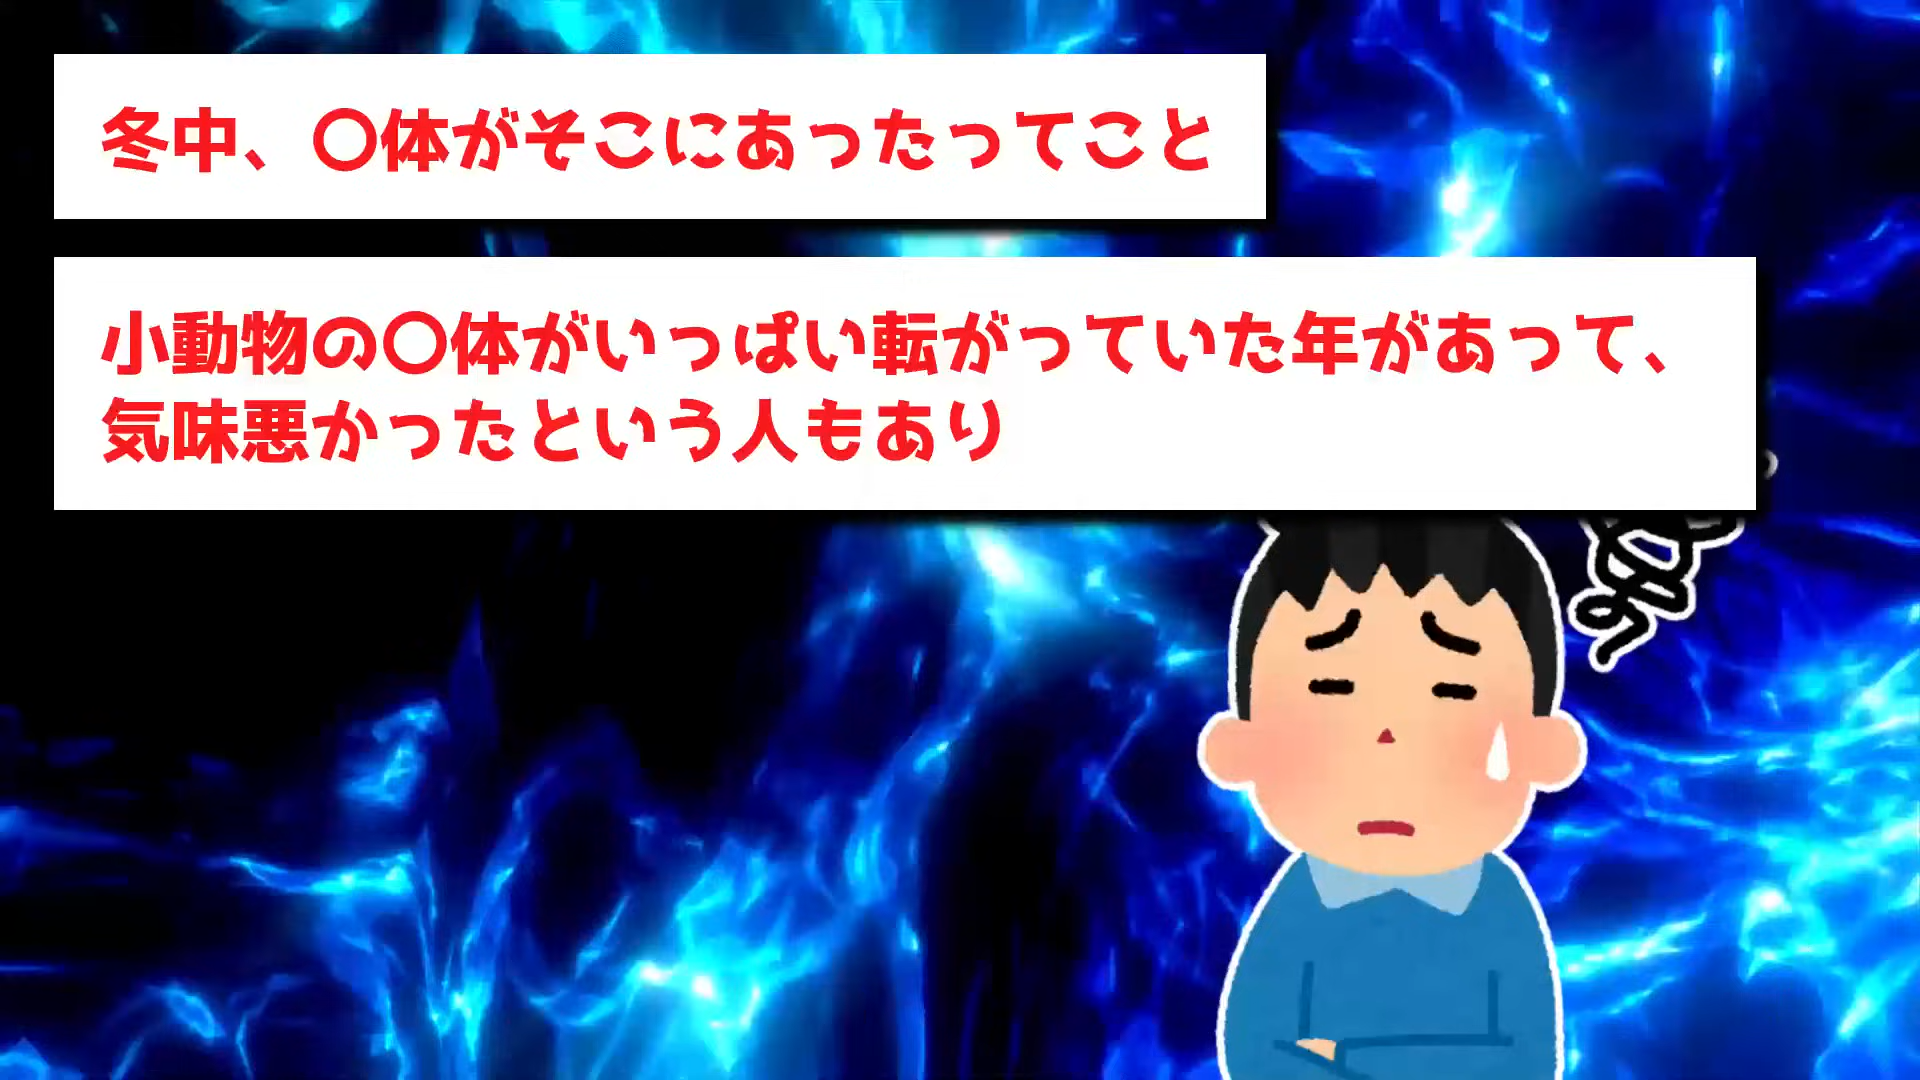 冬中、〇体がそこにあったってこと
小動物の〇体がいっぱい転がっていた年があって、
気味悪かったという人もあり